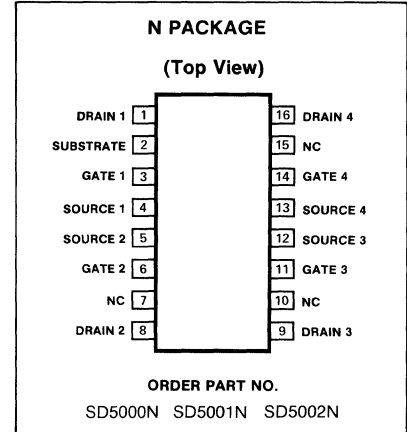 N PACKAGE
(Top View)
DRAIN 1 1 16 DRAIN 4
SUBSTRATE 2 15 NC
GATE 1 3 14 GATE 4
SOURCE 1 4 13 SOURCE 4
SOURCE 2 5 12 SOURCE 3
GATE 2 6 11 GATE 3
NC 7 10 NC
DRAIN 2 8 9 DRAIN 3
ORDER PART NO.
SD5000N SD5001N SD5002N